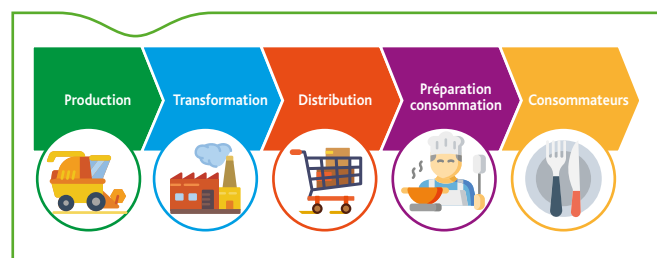 Production
Transformation
Distribution
Préparation
consommation
Consommateurs